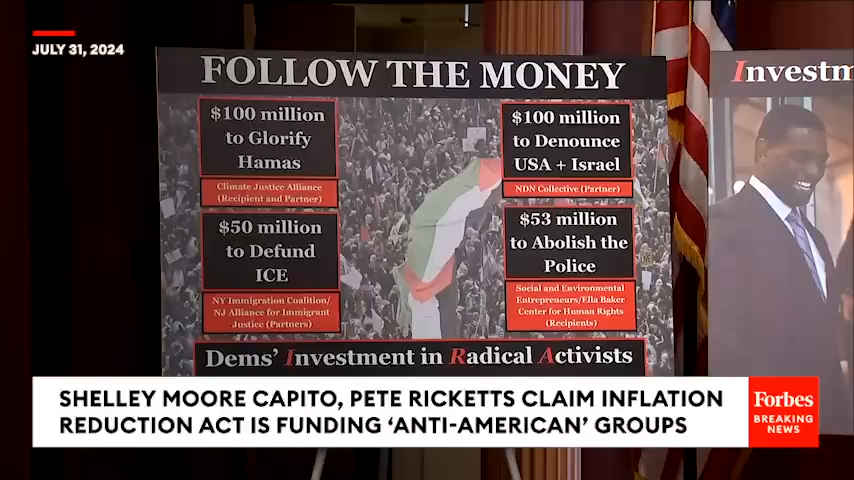 JULY 31, 2024
FOLLOW THE MONEY
$100 million
to Glorify
Hamas
Climate Justice Alliance
(Recipient and Partner)
$100 million
to Denounce
USA + Israel
NDN Collective (Partner)
$50 million
to Defund
ICE
NY Immigration Coalition/
NJ Alliance for Immigrant
Justice (Partners)
$53 million
to Abolish the
Police
Social and Environmental
Entrepreneurs/Ella Baker
Center for Human Rights
(Recipients)
Dems' Investment in Radical Activists
Investm
SHELLEY MOORE CAPITO, PETE RICKETTS CLAIM INFLATION
REDUCTION ACT IS FUNDING ‘ANTI-AMERICAN’ GROUPS
Forbes
BREAKING
NEWS